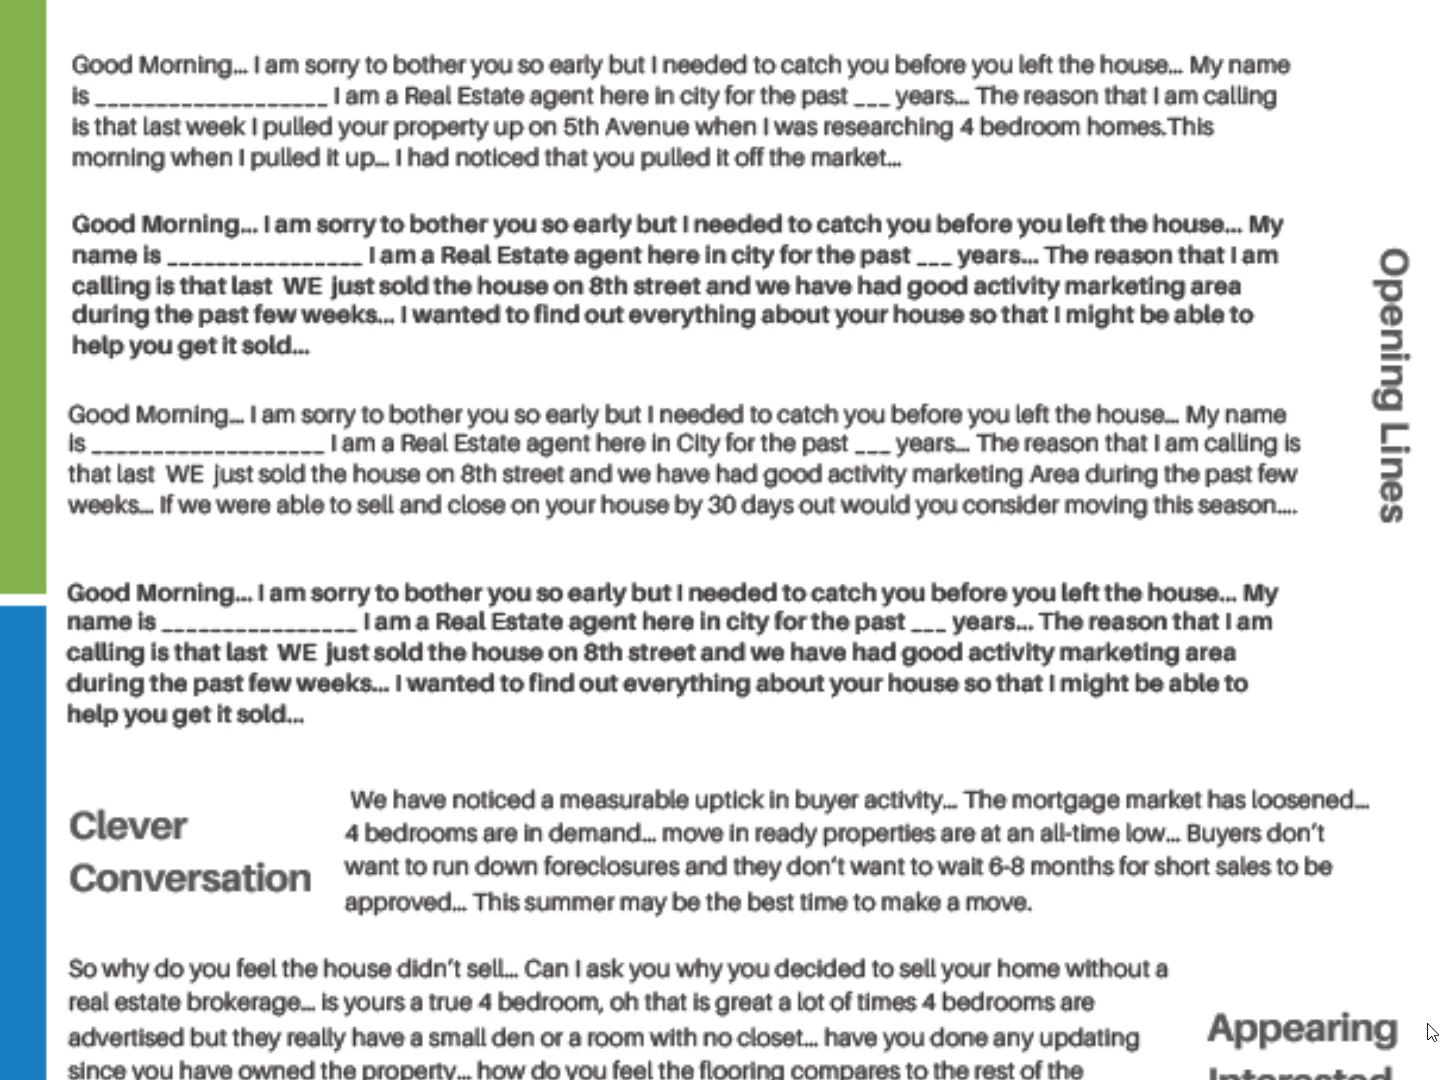 Good Morning... I am sorry to bother you so early but I needed to catch you before you left the house... My name
is ___________________ I am a Real Estate agent here in city for the past ___ years... The reason that I am calling
is that last week I pulled your property up on 5th Avenue when I was researching 4 bedroom homes.This
morning when I pulled it up... I had noticed that you pulled it off the market...
Good Morning... I am sorry to bother you so early but I needed to catch you before you left the house... My
name is ________________ I am a Real Estate agent here in city for the past ___ years... The reason that I am
calling is that last  WE just sold the house on 8th street and we have had good activity marketing area
during the past few weeks... I wanted to find out everything about your house so that I might be able to
help you get it sold...
Opening Lines
Good Morning... I am sorry to bother you so early but I needed to catch you before you left the house... My name
is ___________________ I am a Real Estate agent here in City for the past ___ years... The reason that I am calling is
that last  WE just sold the house on 8th street and we have had good activity marketing Area during the past few
weeks... If we were able to sell and close on your house by 30 days out would you consider moving this season....
Good Morning... I am sorry to bother you so early but I needed to catch you before you left the house... My
name is ________________ I am a Real Estate agent here in city for the past ___ years... The reason that I am
calling is that last  WE just sold the house on 8th street and we have had good activity marketing area
during the past few weeks... I wanted to find out everything about your house so that I might be able to
help you get it sold...
Clever
Conversation
We have noticed a measurable uptick in buyer activity... The mortgage market has loosened...
4 bedrooms are in demand... move in ready properties are at an all-time low... Buyers don't
want to run down foreclosures and they don't want to wait 6-8 months for short sales to be
approved... This summer may be the best time to make a move.
So why do you feel the house didn't sell... Can I ask you why you decided to sell your home without a
real estate brokerage... is yours a true 4 bedroom, oh that is great a lot of times 4 bedrooms are
advertised but they really have a small den or a room with no closet... have you done any updating
since you have owned the property... how do you feel the flooring compares to the rest of the
Appearing
Interested